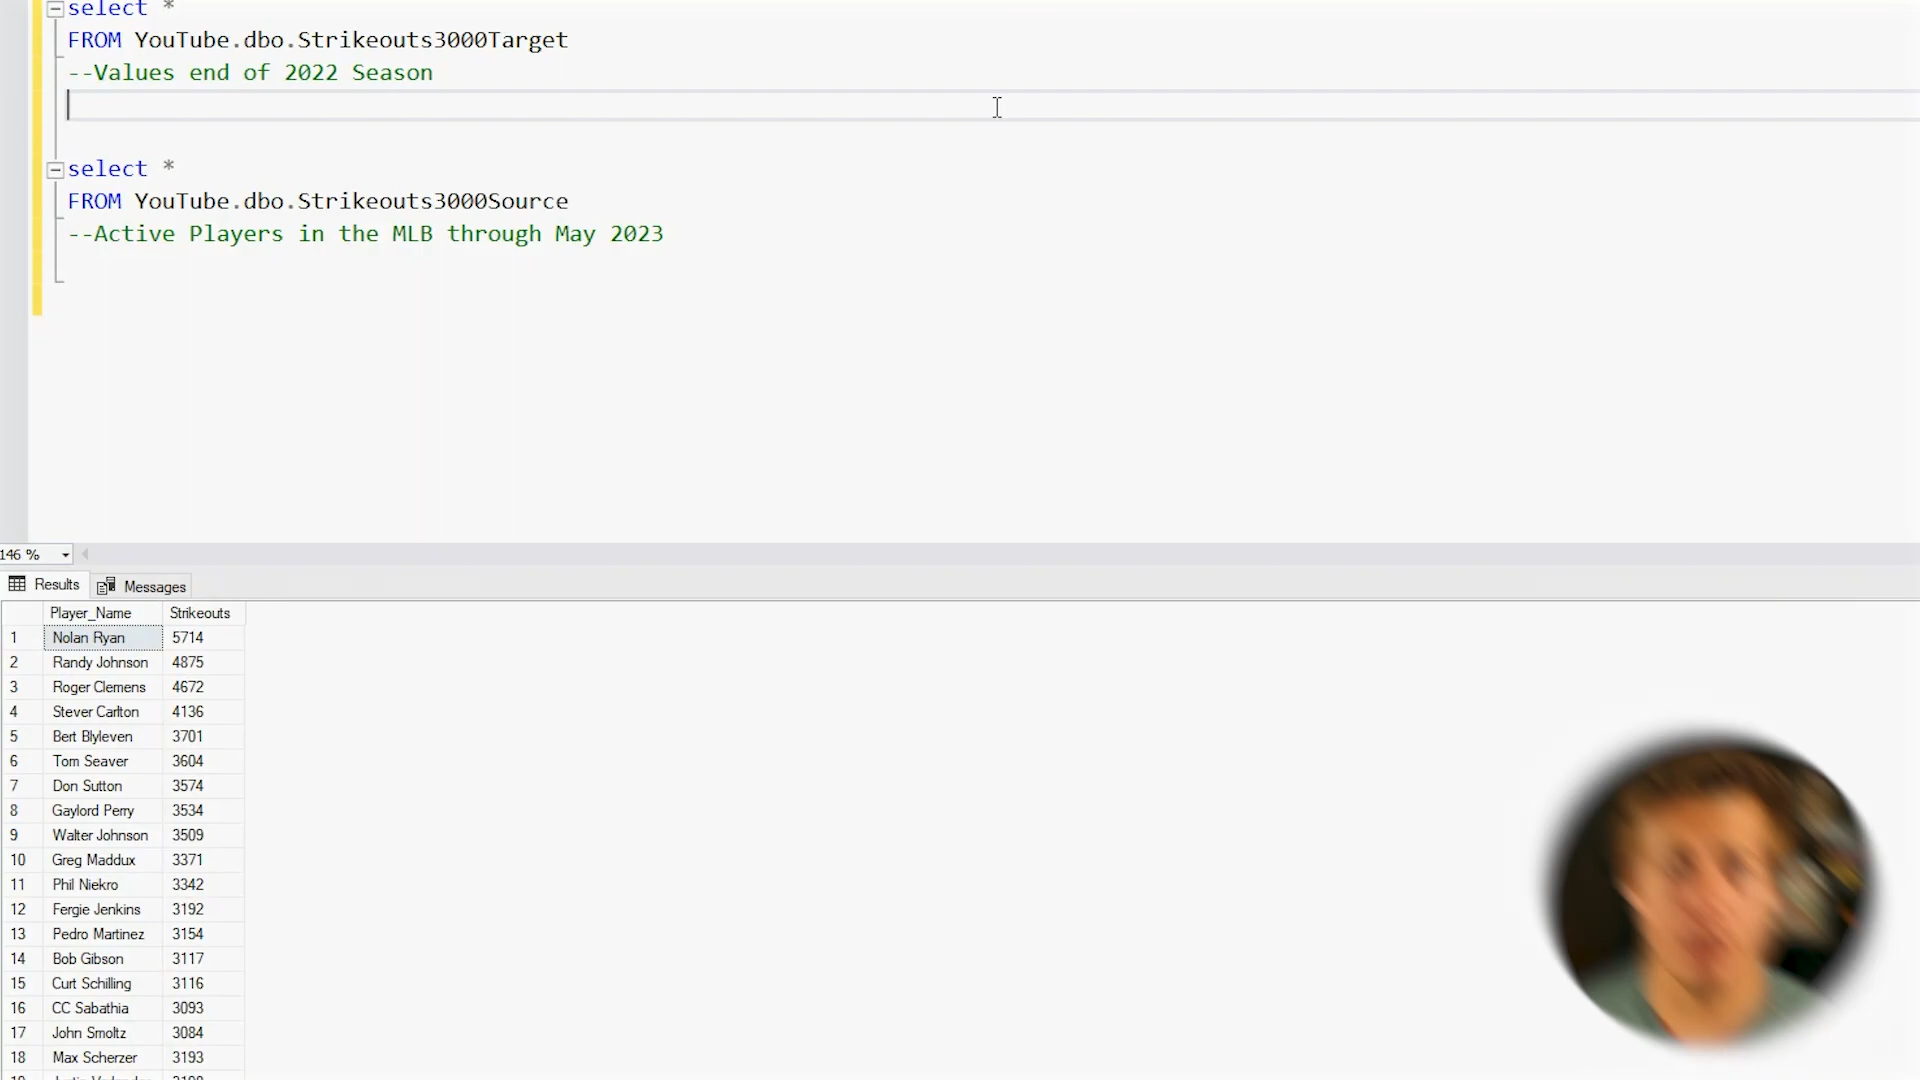 select *
FROM YouTube.dbo.Strikeouts3000Target
--Values end of 2022 Season
select *
FROM YouTube.dbo.Strikeouts3000Source
--Active Players in the MLB through May 2023
146 %
Results Messages
Player_Name Strikeouts
1 Nolan Ryan 5714
2 Randy Johnson 4875
3 Roger Clemens 4672
4 Stever Carlton 4136
5 Bert Blyleven 3701
6 Tom Seaver 3604
7 Don Sutton 3574
8 Gaylord Perry 3534
9 Walter Johnson 3509
10 Greg Maddux 3371
11 Phil Niekro 3342
12 Fergie Jenkins 3192
13 Pedro Martinez 3154
14 Bob Gibson 3117
15 Curt Schilling 3116
16 CC Sabathia 3093
17 John Smoltz 3084
18 Max Scherzer 3193